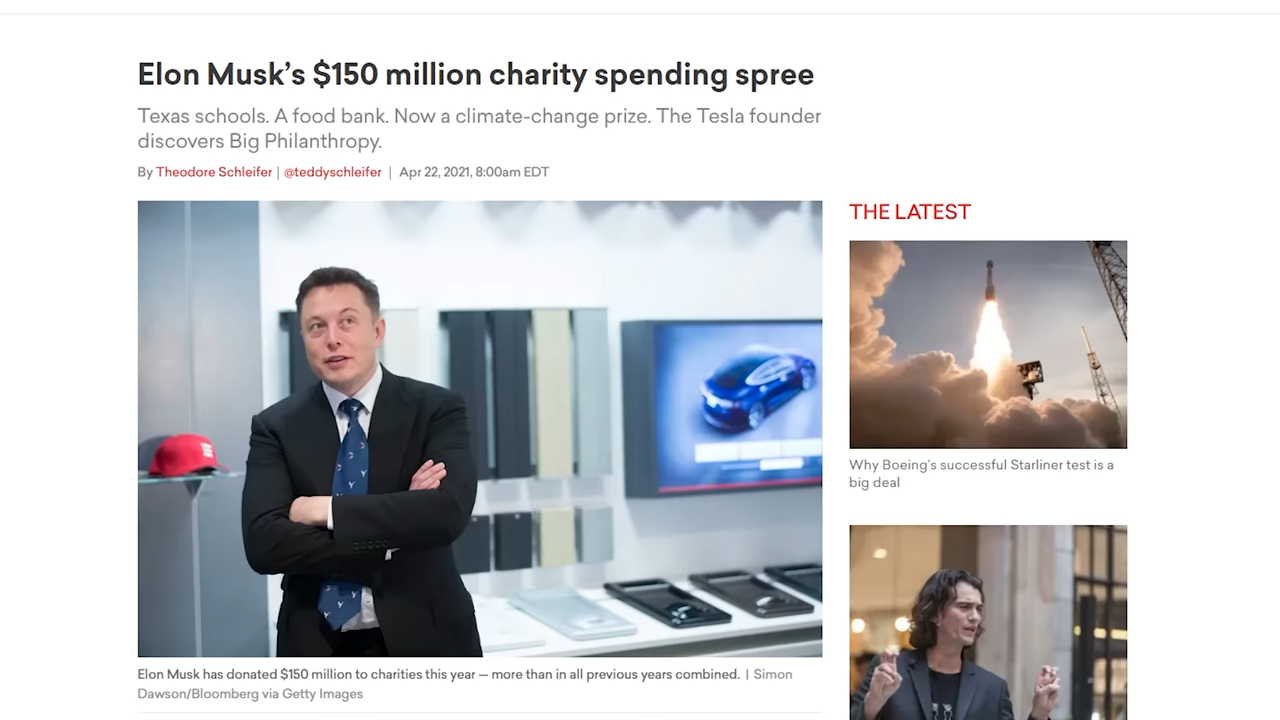 Elon Musk’s $150 million charity spending spree
Texas schools. A food bank. Now a climate-change prize. The Tesla founder
discovers Big Philanthropy.
By Theodore Schleifer | @teddyschleifer | Apr 22, 2021, 8:00am EDT
THE LATEST
Why Boeing’s successful Starliner test is a
big deal
Elon Musk has donated $150 million to charities this year — more than in all previous years combined. | Simon
Dawson/Bloomberg via Getty Images